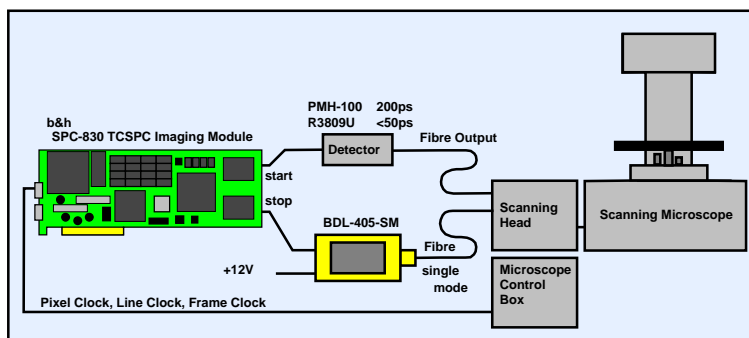 b&h
SPC-830 TCSPC Imaging Module
PMH-100 200ps
R3809U <50ps
Fibre Output
Detector
start
stop
BDL-405-SM
+12V
Fibre
single
mode
Scanning
Head
Scanning Microscope
Microscope
Control
Box
Pixel Clock, Line Clock, Frame Clock